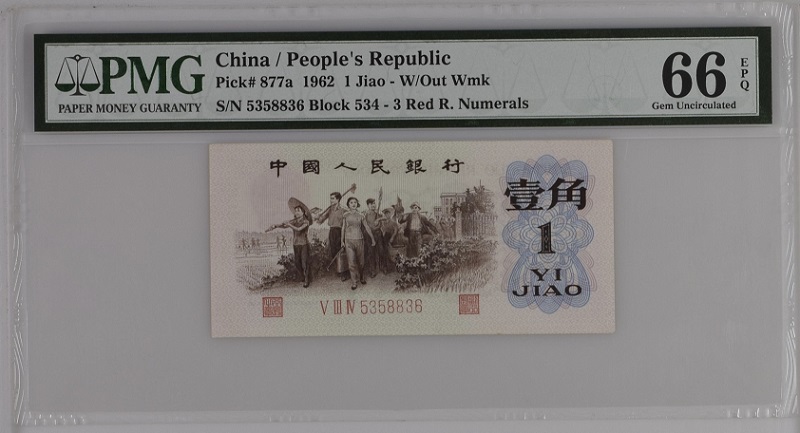 PMG
PAPER MONEY GUARANTY
China / People's Republic
Pick# 877a 1962 1 Jiao - W/Out Wmk
S/N 5358836 Block 534 - 3 Red R. Numerals
66 EPQ
Gem Uncirculated
中國人民銀行
壹角
1
YI
JIAO
V III IV 5358836